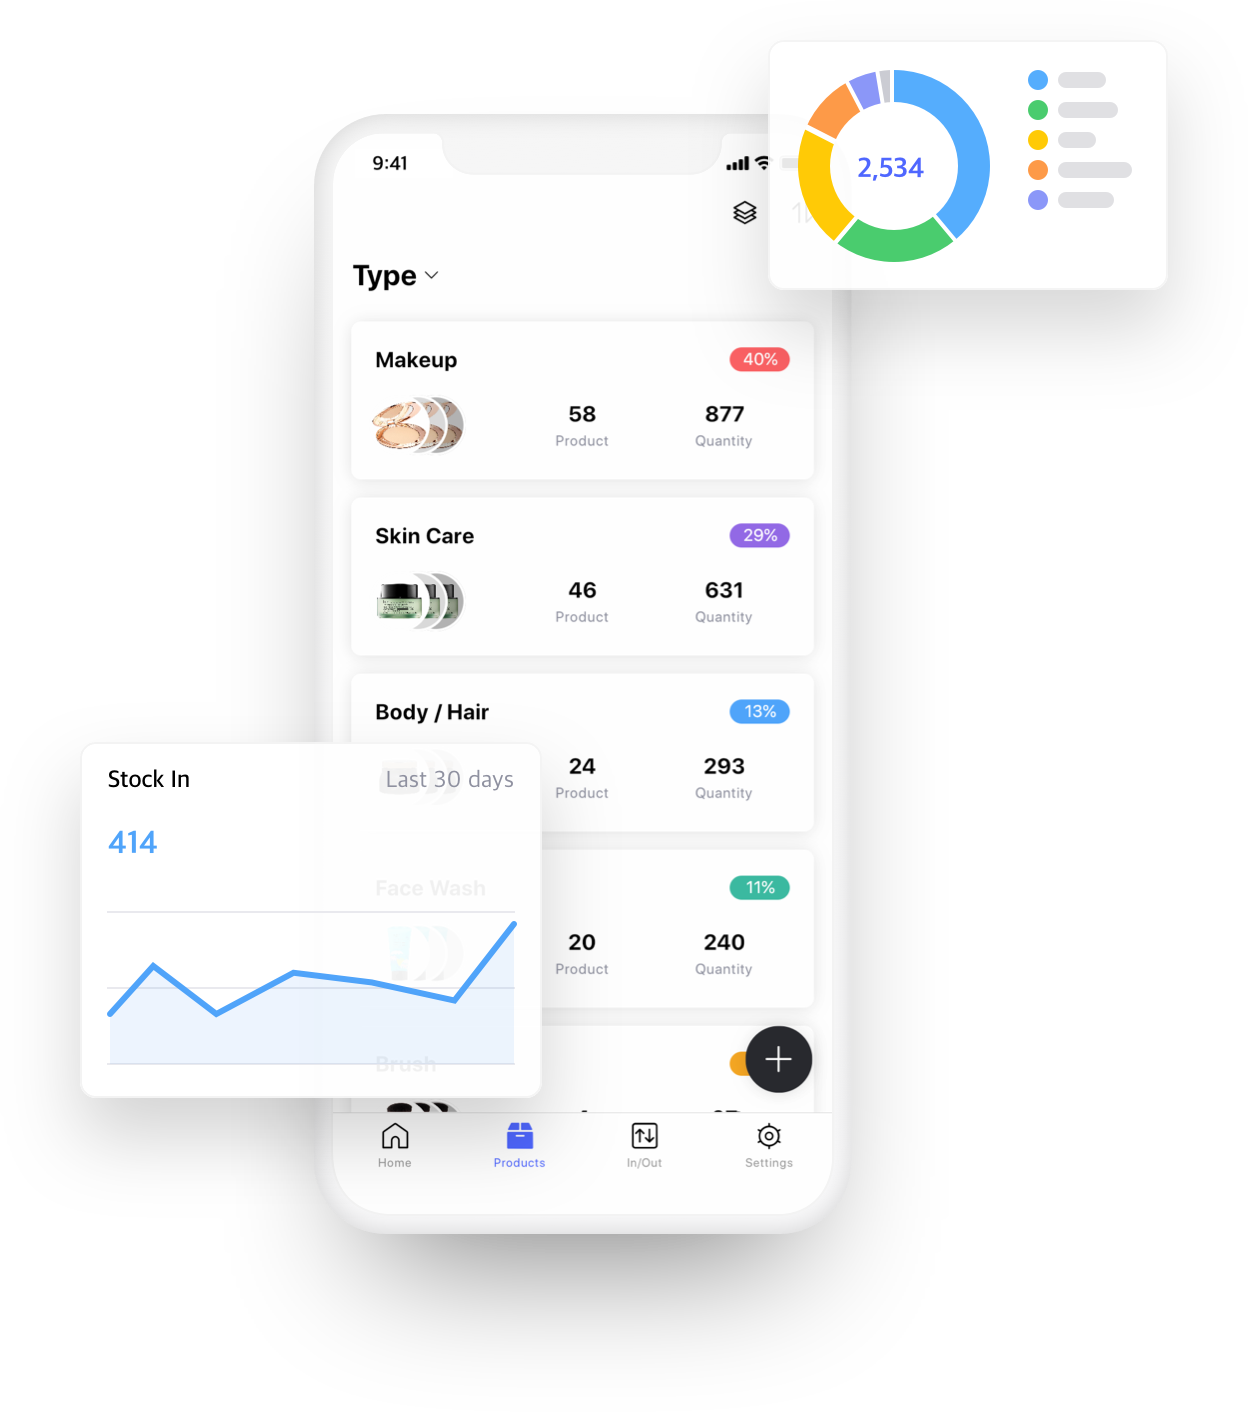 9:41
2,534
Type
Makeup
40%
58
877
Product
Quantity
Skin Care
29%
46
631
Product
Quantity
Body / Hair
13%
24
293
Product
Quantity
Stock In
Last 30 days
414
Face Wash
11%
20
240
Product
Quantity
Brush
Home
Products
In/Out
Settings